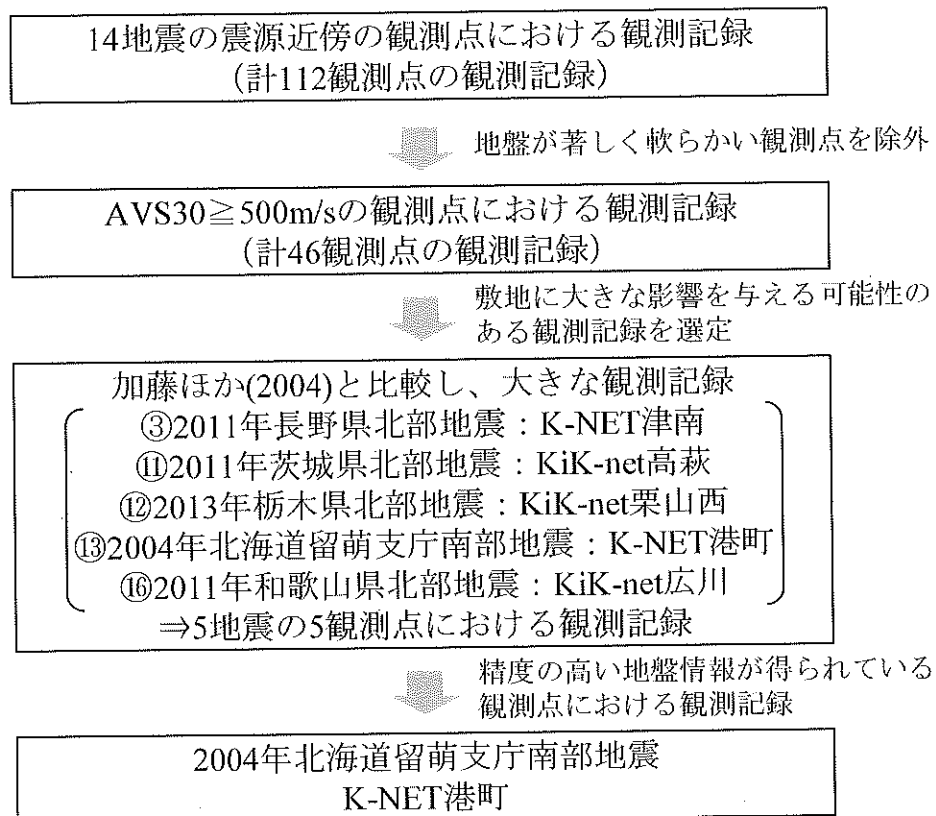 14地震の震源近傍の観測点における観測記録
(計112観測点の観測記録)
地盤が著しく軟らかい観測点を除外
AVS30≧500m/sの観測点における観測記録
(計46観測点の観測記録)
敷地に大きな影響を与える可能性の
ある観測記録を選定
加藤ほか(2004)と比較し、大きな観測記録
③2011年長野県北部地震：K-NET津南
⑪2011年茨城県北部地震：KiK-net高萩
⑫2013年栃木県北部地震：KiK-net栗山西
⑬2004年北海道留萌支庁南部地震：K-NET港町
⑯2011年和歌山県北部地震：KiK-net広川
⇒5地震の5観測点における観測記録
精度の高い地盤情報が得られている
観測点における観測記録
2004年北海道留萌支庁南部地震
K-NET港町